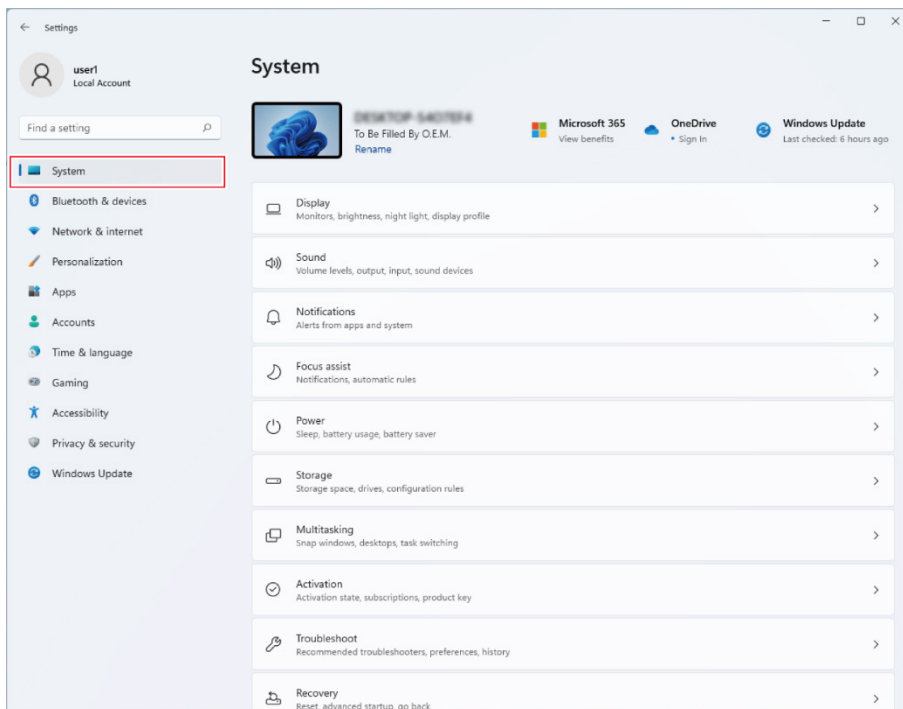 Settings
user1
Local Account
Find a setting
System
Bluetooth & devices
Network & internet
Personalization
Apps
Accounts
Time & language
Gaming
Accessibility
Privacy & security
Windows Update
System
To Be Filled By O.E.M.
Rename
Microsoft 365
View benefits
OneDrive
• Sign In
Windows Update
Last checked: 6 hours ago
Display
Monitors, brightness, night light, display profile
Sound
Volume levels, output, input, sound devices
Notifications
Alerts from apps and system
Focus assist
Notifications, automatic rules
Power
Sleep, battery usage, battery saver
Storage
Storage space, drives, configuration rules
Multitasking
Snap windows, desktops, task switching
Activation
Activation state, subscriptions, product key
Troubleshoot
Recommended troubleshooters, preferences, history
Recovery
Reset, advanced startup, go back